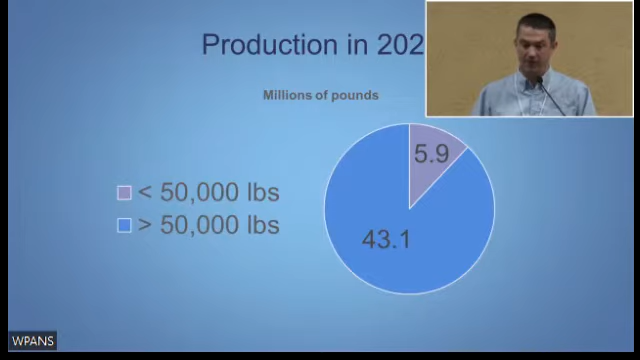 Production in 202
Millions of pounds
5.9
< 50,000 lbs
> 50,000 lbs
43.1
WPANS